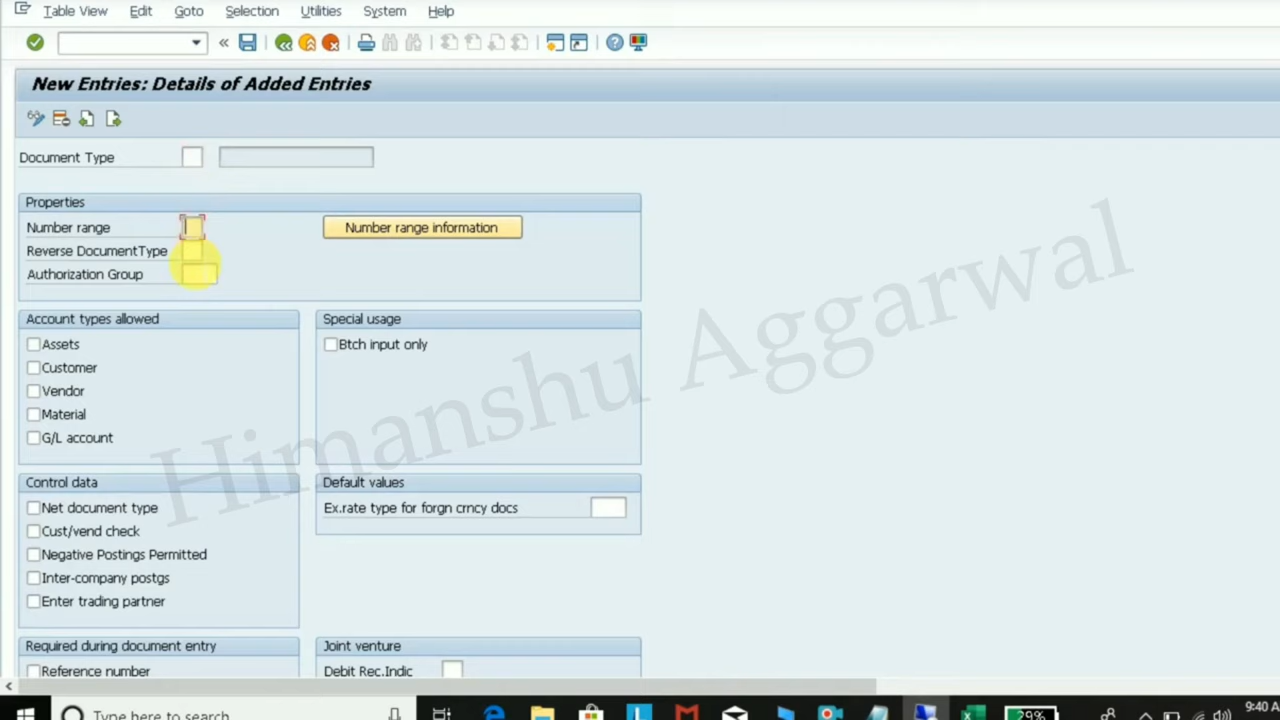 Table View Edit Goto Selection Utilities System Help
New Entries: Details of Added Entries
Document Type
Properties
Number range Number range information
Reverse DocumentType
Authorization Group
Account types allowed Special usage
Assets Btch input only
Customer
Vendor
Material
G/L account
Control data Default values
Net document type Ex.rate type for forgn crncy docs
Cust/vend check
Negative Postings Permitted
Inter-company postgs
Enter trading partner
Required during document entry Joint venture
Reference number Debit Rec.Indic
Himanshu Aggarwal
Type here to search 29% 9:40 A